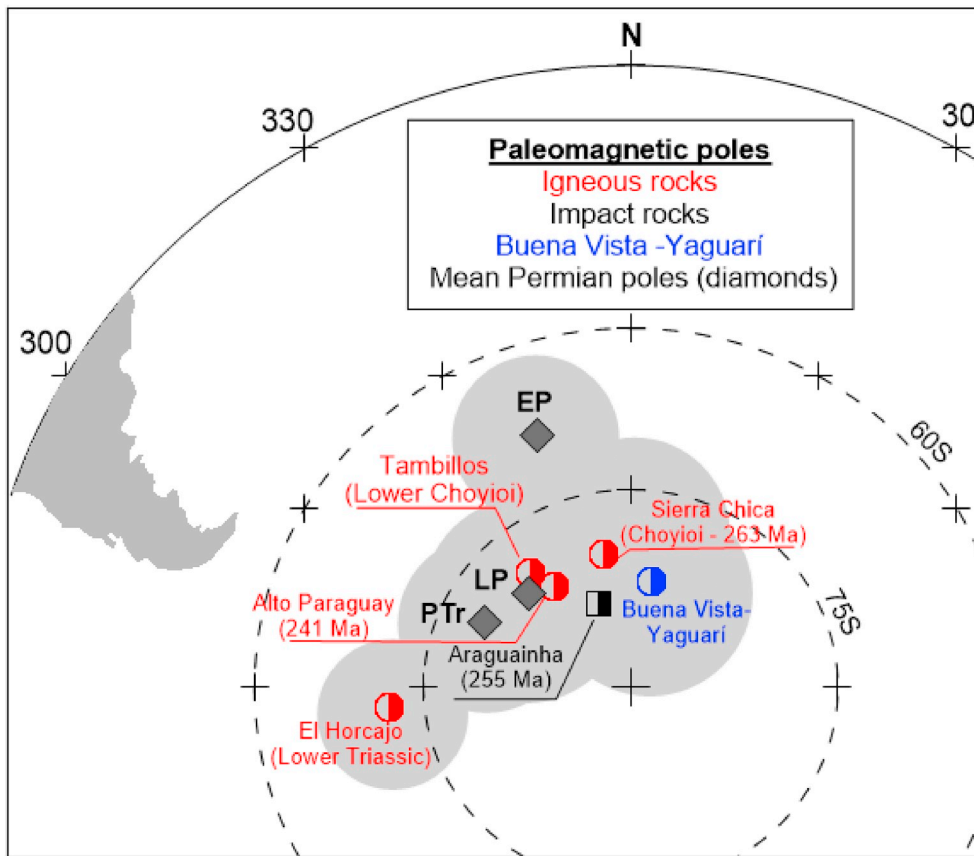 N
330
30
300
Paleomagnetic poles
Igneous rocks
Impact rocks
Buena Vista -Yaguarí
Mean Permian poles (diamonds)
EP
60S
Tambillos
(Lower Choyioi)
Sierra Chica
(Choyioi - 263 Ma)
LP
75S
Alto Paraguay
(241 Ma)
PTr
Buena Vista-
Yaguarí
Araguainha
(255 Ma)
El Horcajo
(Lower Triassic)